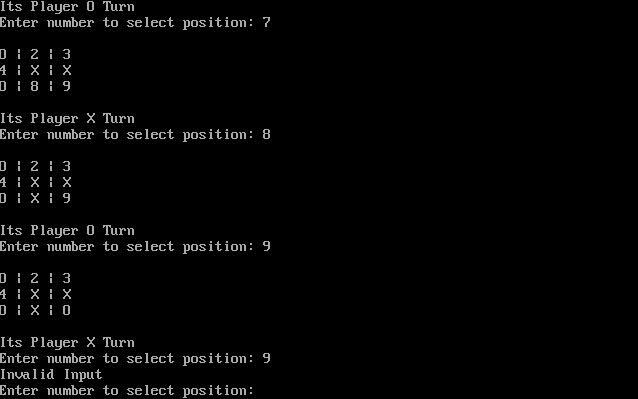 Its Player O Turn
Enter number to select position: 7
O | 2 | 3
4 | X | X
O | 8 | 9
Its Player X Turn
Enter number to select position: 8
O | 2 | 3
4 | X | X
O | X | 9
Its Player O Turn
Enter number to select position: 9
O | 2 | 3
4 | X | X
O | X | O
Its Player X Turn
Enter number to select position: 9
Invalid Input
Enter number to select position: